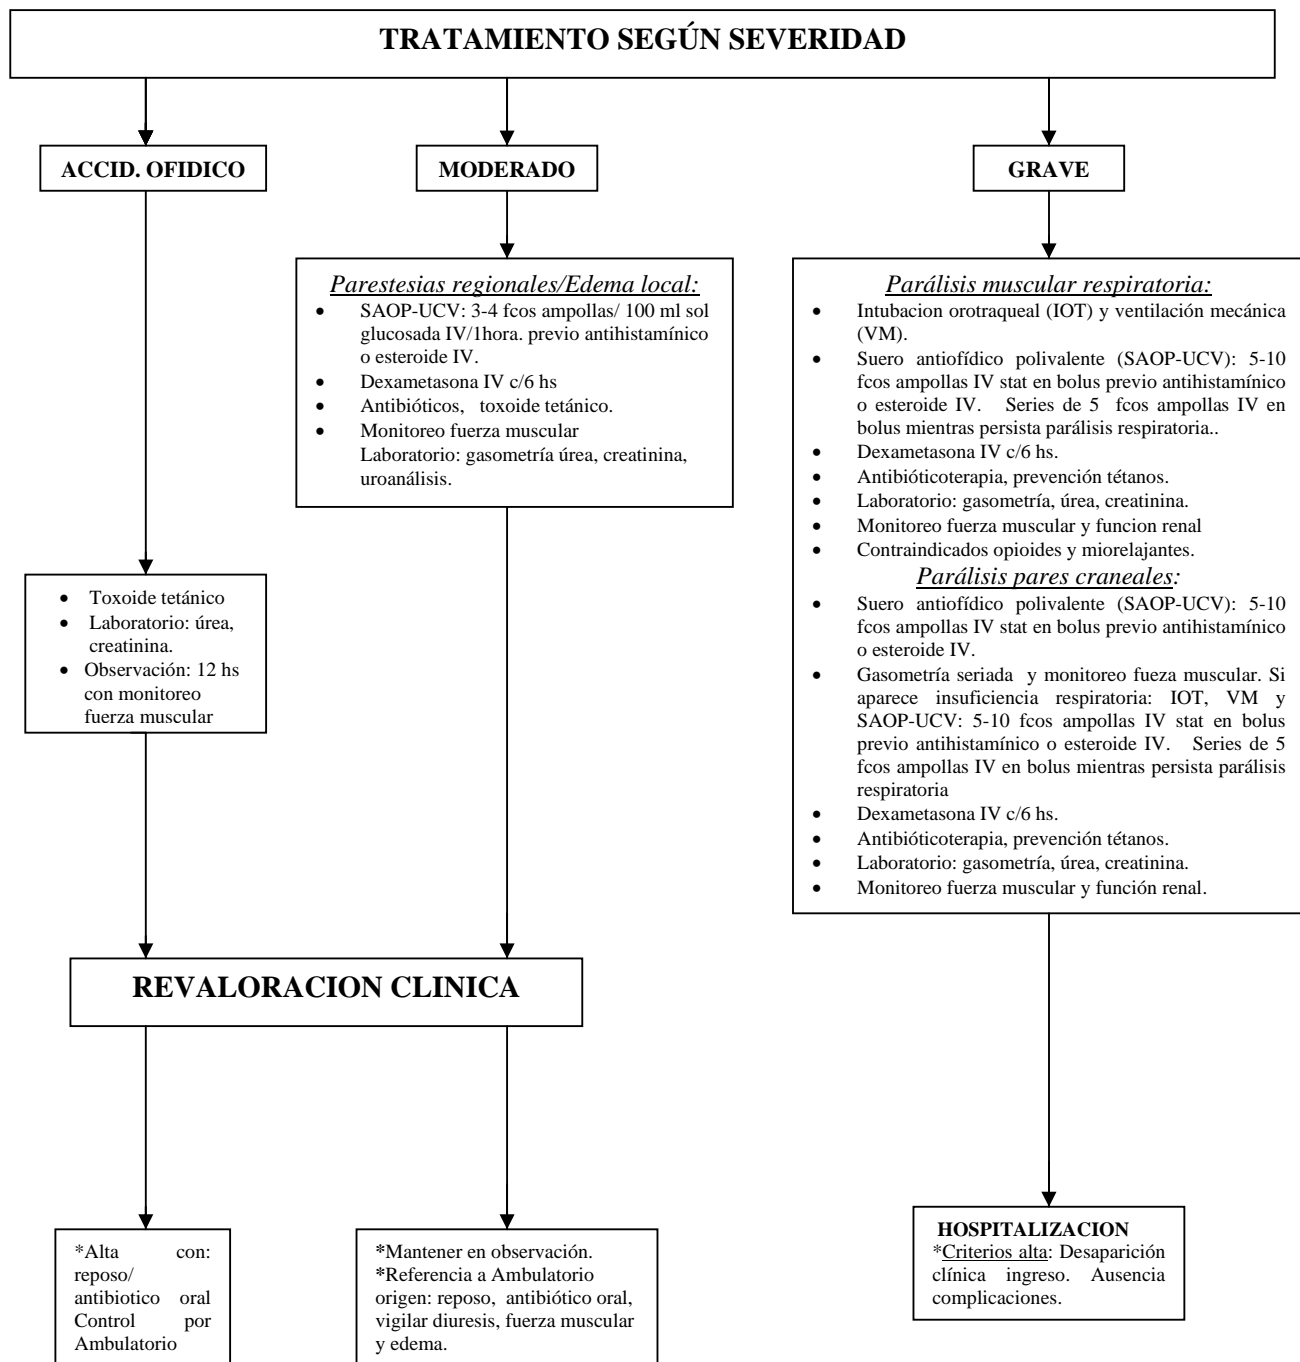 TRATAMIENTO SEGÚN SEVERIDAD
ACCID. OFIDICO
MODERADO
GRAVE
Parestesias regionales/Edema local:
• SAOP-UCV: 3-4 fcos ampollas/ 100 ml sol
glucosada IV/1hora. previo antihistamínico
o esteroide IV.
• Dexametasona IV c/6 hs
• Antibióticos, toxoide tetánico.
• Monitoreo fuerza muscular
Laboratorio: gasometría úrea, creatinina,
uroanálisis.
Parálisis muscular respiratoria:
• Intubacion orotraqueal (IOT) y ventilación mecánica
(VM).
• Suero antiofídico polivalente (SAOP-UCV): 5-10
fcos ampollas IV stat en bolus previo antihistamínico
o esteroide IV. Series de 5 fcos ampollas IV en
bolus mientras persista parálisis respiratoria..
• Dexametasona IV c/6 hs.
• Antibióticoterapia, prevención tétanos.
• Laboratorio: gasometría, úrea, creatinina.
• Monitoreo fuerza muscular y funcion renal
• Contraindicados opioides y miorelajantes.
Parálisis pares craneales:
• Suero antiofídico polivalente (SAOP-UCV): 5-10
fcos ampollas IV stat en bolus previo antihistamínico
o esteroide IV.
• Gasometría seriada y monitoreo fueza muscular. Si
aparece insuficiencia respiratoria: IOT, VM y
SAOP-UCV: 5-10 fcos ampollas IV stat en bolus
previo antihistamínico o esteroide IV. Series de 5
fcos ampollas IV en bolus mientras persista parálisis
respiratoria
• Dexametasona IV c/6 hs.
• Antibióticoterapia, prevención tétanos.
• Laboratorio: gasometría, úrea, creatinina.
• Monitoreo fuerza muscular y función renal.
• Toxoide tetánico
• Laboratorio: úrea,
creatinina.
• Observación: 12 hs
con monitoreo
fuerza muscular
REVALORACION CLINICA
*Alta con:
reposo/
antibiotico oral
Control por
Ambulatorio
*Mantener en observación.
*Referencia a Ambulatorio
origen: reposo, antibiótico oral,
vigilar diuresis, fuerza muscular
y edema.
HOSPITALIZACION
*Criterios alta: Desaparición
clínica ingreso. Ausencia
complicaciones.